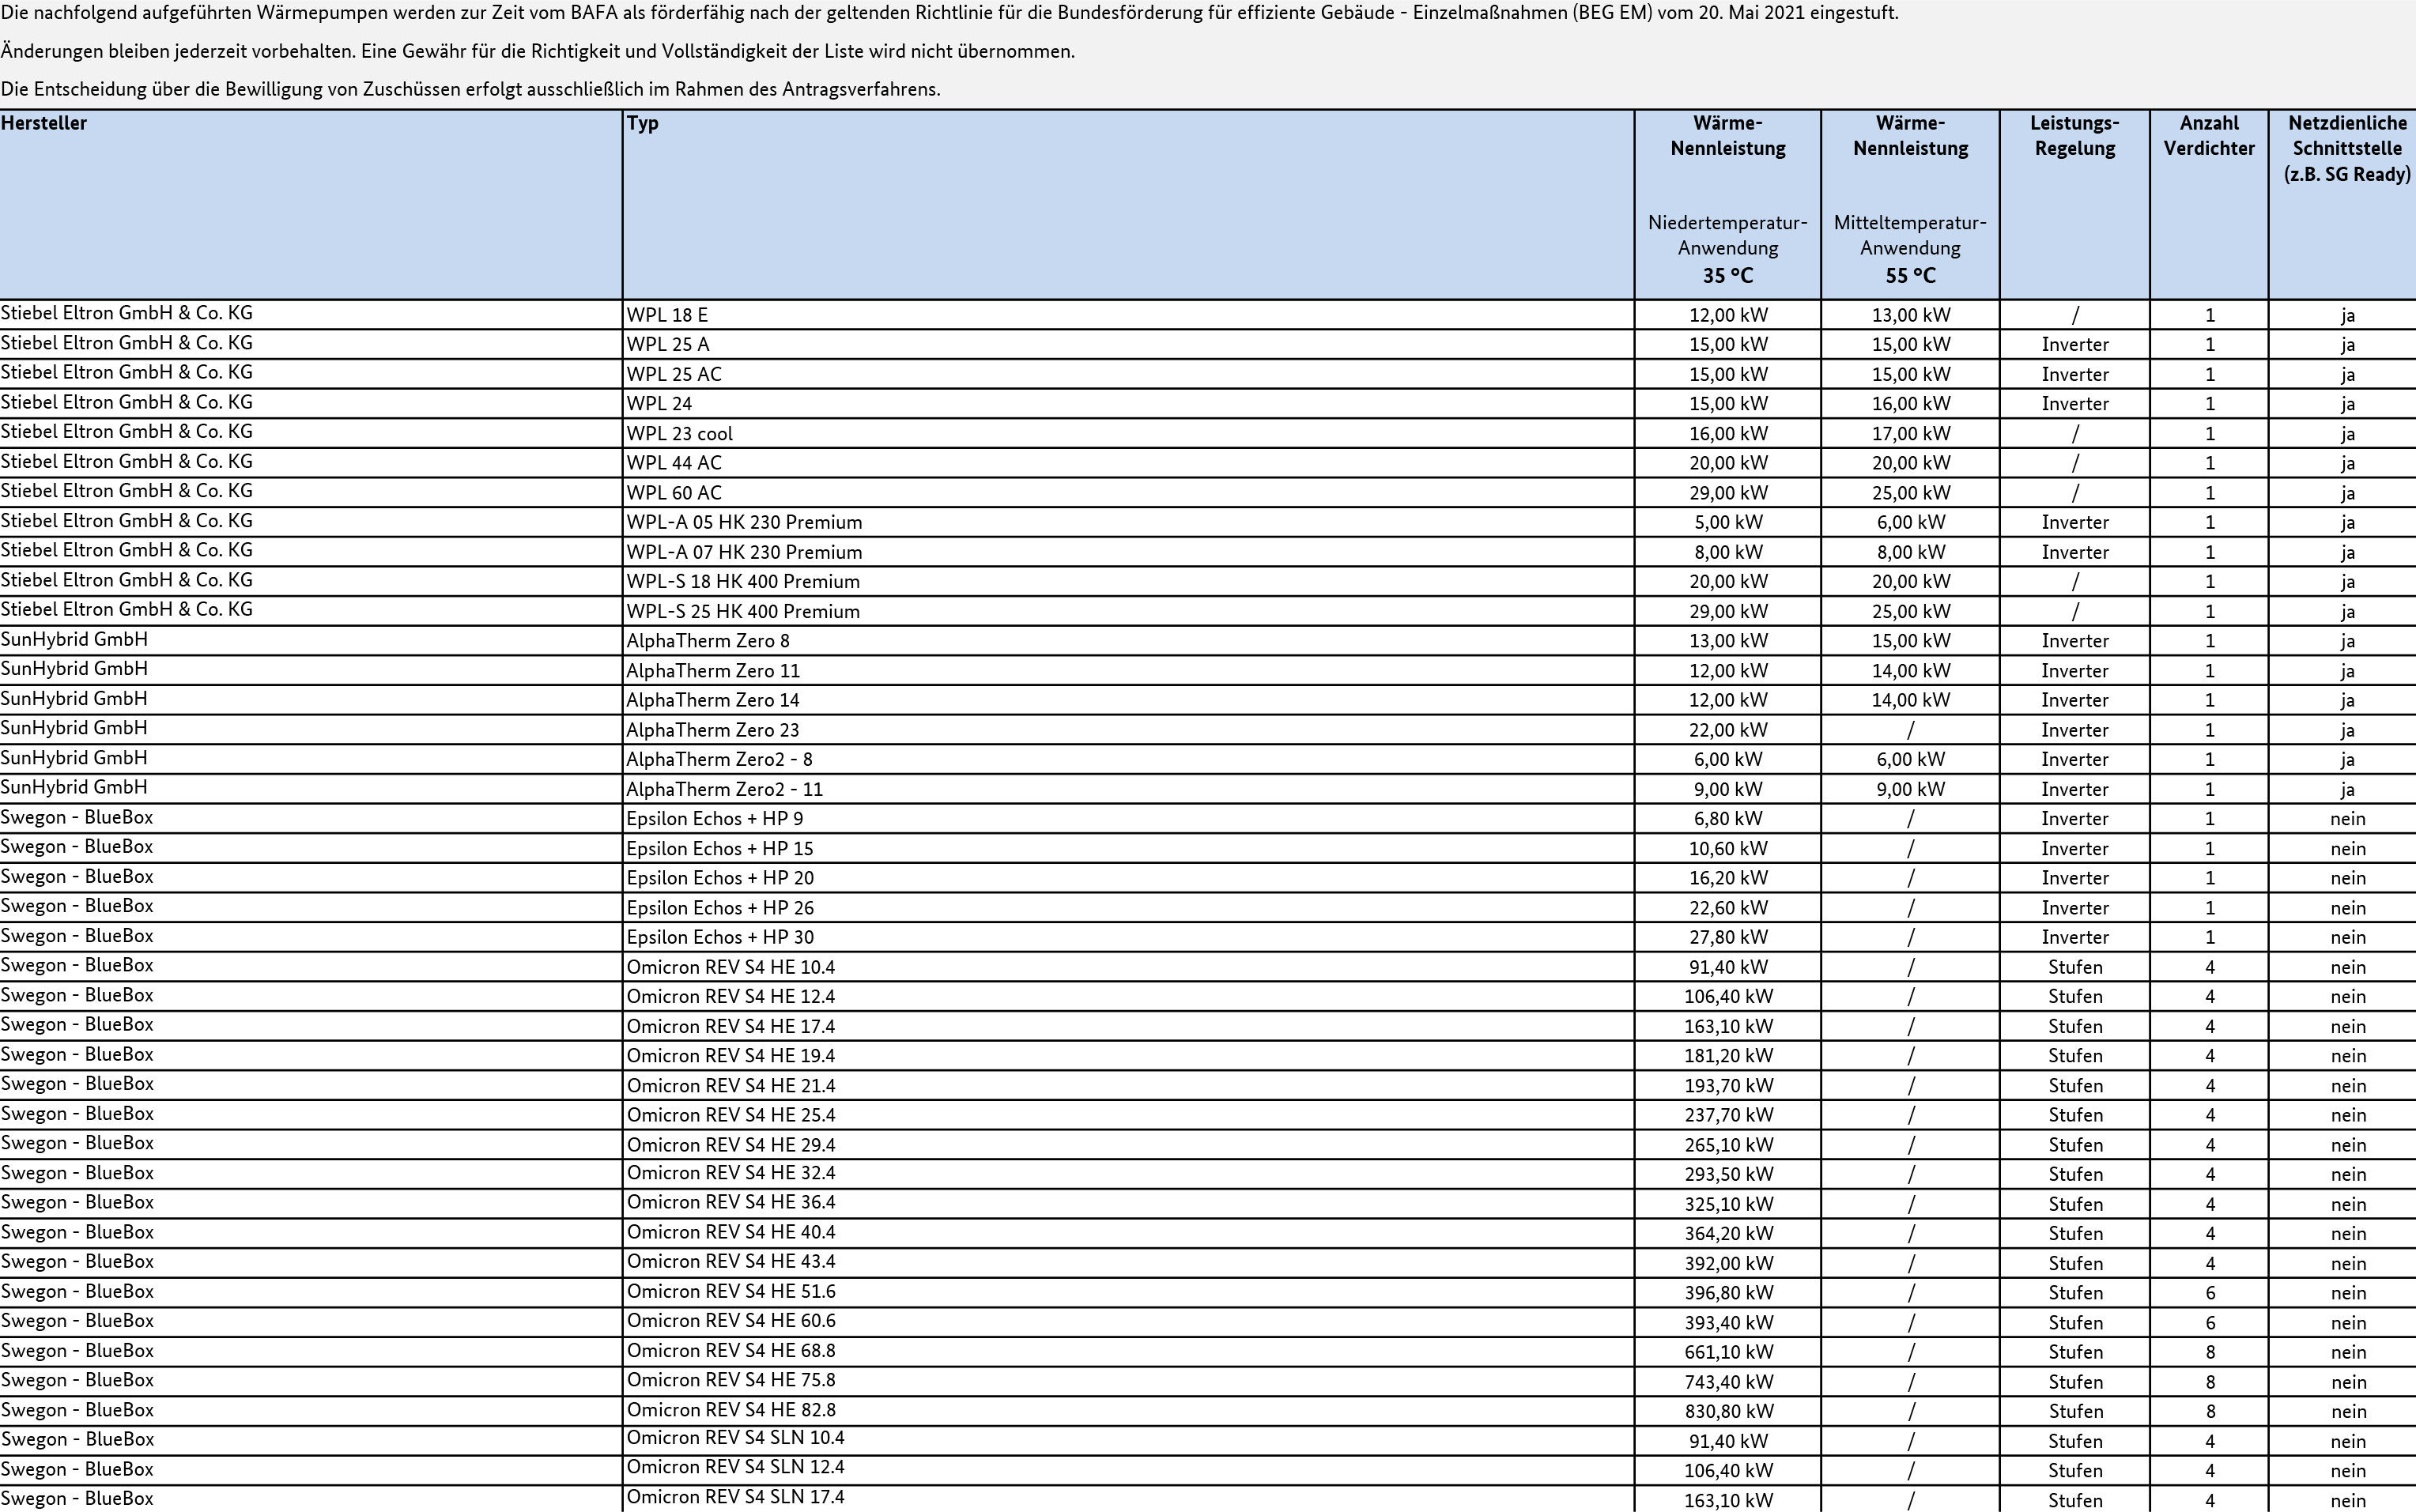 Die nachfolgend aufgeführten Wärmepumpen werden zur Zeit vom BAFA als förderfähig nach der geltenden Richtlinie für die Bundesförderung für effiziente Gebäude - Einzelmaßnahmen (BEG EM) vom 20. Mai 2021 eingestuft.
Änderungen bleiben jederzeit vorbehalten. Eine Gewähr für die Richtigkeit und Vollständigkeit der Liste wird nicht übernommen.
Die Entscheidung über die Bewilligung von Zuschüssen erfolgt ausschließlich im Rahmen des Antragsverfahrens.
Hersteller Typ Wärme- Wärme- Leistungs- Anzahl Netzdienliche
Nennleistung Nennleistung Regelung Verdichter Schnittstelle
(z.B. SG Ready)
Niedertemperatur- Mitteltemperatur-
Anwendung Anwendung
35 °C 55 °C
Stiebel Eltron GmbH & Co. KG WPL 18 E 12,00 kW 13,00 kW / 1 ja
Stiebel Eltron GmbH & Co. KG WPL 25 A 15,00 kW 15,00 kW Inverter 1 ja
Stiebel Eltron GmbH & Co. KG WPL 25 AC 15,00 kW 15,00 kW Inverter 1 ja
Stiebel Eltron GmbH & Co. KG WPL 24 15,00 kW 16,00 kW Inverter 1 ja
Stiebel Eltron GmbH & Co. KG WPL 23 cool 16,00 kW 17,00 kW / 1 ja
Stiebel Eltron GmbH & Co. KG WPL 44 AC 20,00 kW 20,00 kW / 1 ja
Stiebel Eltron GmbH & Co. KG WPL 60 AC 29,00 kW 25,00 kW / 1 ja
Stiebel Eltron GmbH & Co. KG WPL-A 05 HK 230 Premium 5,00 kW 6,00 kW Inverter 1 ja
Stiebel Eltron GmbH & Co. KG WPL-A 07 HK 230 Premium 8,00 kW 8,00 kW Inverter 1 ja
Stiebel Eltron GmbH & Co. KG WPL-S 18 HK 400 Premium 20,00 kW 20,00 kW / 1 ja
Stiebel Eltron GmbH & Co. KG WPL-S 25 HK 400 Premium 29,00 kW 25,00 kW / 1 ja
SunHybrid GmbH AlphaTherm Zero 8 13,00 kW 15,00 kW Inverter 1 ja
SunHybrid GmbH AlphaTherm Zero 11 12,00 kW 14,00 kW Inverter 1 ja
SunHybrid GmbH AlphaTherm Zero 14 12,00 kW 14,00 kW Inverter 1 ja
SunHybrid GmbH AlphaTherm Zero 23 22,00 kW / Inverter 1 ja
SunHybrid GmbH AlphaTherm Zero2 - 8 6,00 kW 6,00 kW Inverter 1 ja
SunHybrid GmbH AlphaTherm Zero2 - 11 9,00 kW 9,00 kW Inverter 1 ja
Swegon - BlueBox Epsilon Echos + HP 9 6,80 kW / Inverter 1 nein
Swegon - BlueBox Epsilon Echos + HP 15 10,60 kW / Inverter 1 nein
Swegon - BlueBox Epsilon Echos + HP 20 16,20 kW / Inverter 1 nein
Swegon - BlueBox Epsilon Echos + HP 26 22,60 kW / Inverter 1 nein
Swegon - BlueBox Epsilon Echos + HP 30 27,80 kW / Inverter 1 nein
Swegon - BlueBox Omicron REV S4 HE 10.4 91,40 kW / Stufen 4 nein
Swegon - BlueBox Omicron REV S4 HE 12.4 106,40 kW / Stufen 4 nein
Swegon - BlueBox Omicron REV S4 HE 17.4 163,10 kW / Stufen 4 nein
Swegon - BlueBox Omicron REV S4 HE 19.4 181,20 kW / Stufen 4 nein
Swegon - BlueBox Omicron REV S4 HE 21.4 193,70 kW / Stufen 4 nein
Swegon - BlueBox Omicron REV S4 HE 25.4 237,70 kW / Stufen 4 nein
Swegon - BlueBox Omicron REV S4 HE 29.4 265,10 kW / Stufen 4 nein
Swegon - BlueBox Omicron REV S4 HE 32.4 293,50 kW / Stufen 4 nein
Swegon - BlueBox Omicron REV S4 HE 36.4 325,10 kW / Stufen 4 nein
Swegon - BlueBox Omicron REV S4 HE 40.4 364,20 kW / Stufen 4 nein
Swegon - BlueBox Omicron REV S4 HE 43.4 392,00 kW / Stufen 4 nein
Swegon - BlueBox Omicron REV S4 HE 51.6 396,80 kW / Stufen 6 nein
Swegon - BlueBox Omicron REV S4 HE 60.6 393,40 kW / Stufen 6 nein
Swegon - BlueBox Omicron REV S4 HE 68.8 661,10 kW / Stufen 8 nein
Swegon - BlueBox Omicron REV S4 HE 75.8 743,40 kW / Stufen 8 nein
Swegon - BlueBox Omicron REV S4 HE 82.8 830,80 kW / Stufen 8 nein
Swegon - BlueBox Omicron REV S4 SLN 10.4 91,40 kW / Stufen 4 nein
Swegon - BlueBox Omicron REV S4 SLN 12.4 106,40 kW / Stufen 4 nein
Swegon - BlueBox Omicron REV S4 SLN 17.4 163,10 kW / Stufen 4 nein